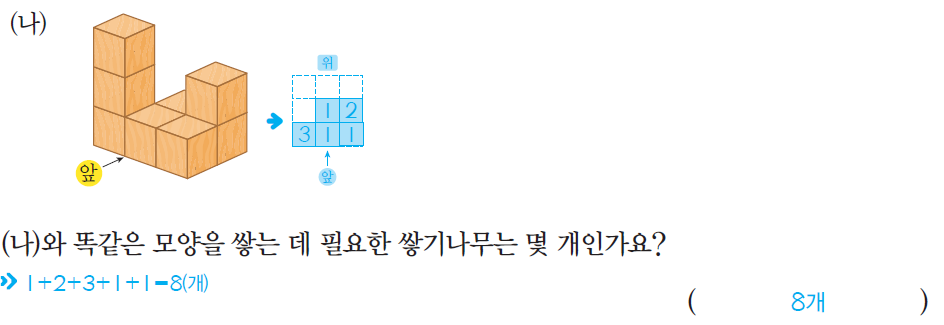 (나)
위
1 2
3 1 1
앞
앞
(나)와 똑같은 모양을 쌓는 데 필요한 쌓기나무는 몇 개인가요?
1+2+3+1+1=8(개)
( 8개 )